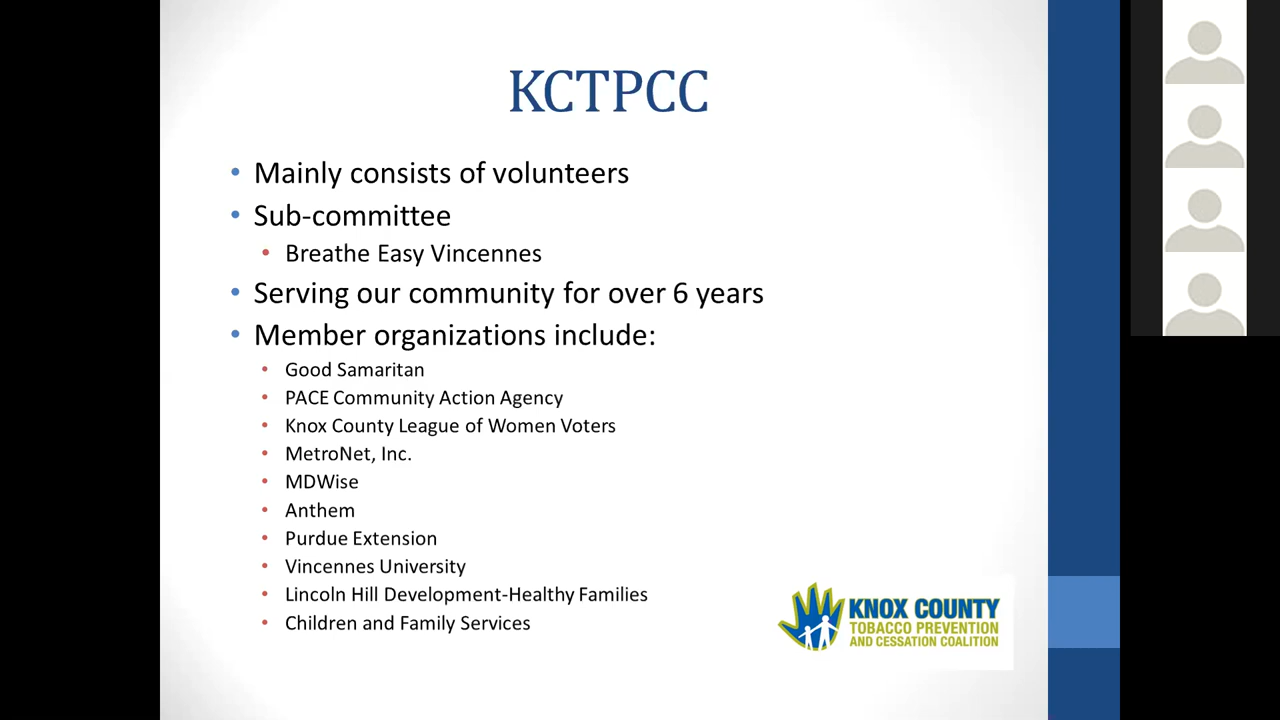 KCTPCC
Mainly consists of volunteers
Sub-committee
Breathe Easy Vincennes
Serving our community for over 6 years
Member organizations include:
Good Samaritan
PACE Community Action Agency
Knox County League of Women Voters
MetroNet, Inc.
MDWise
Anthem
Purdue Extension
Vincennes University
Lincoln Hill Development-Healthy Families
Children and Family Services
KNOX COUNTY
TOBACCO PREVENTION
AND CESSATION COALITION